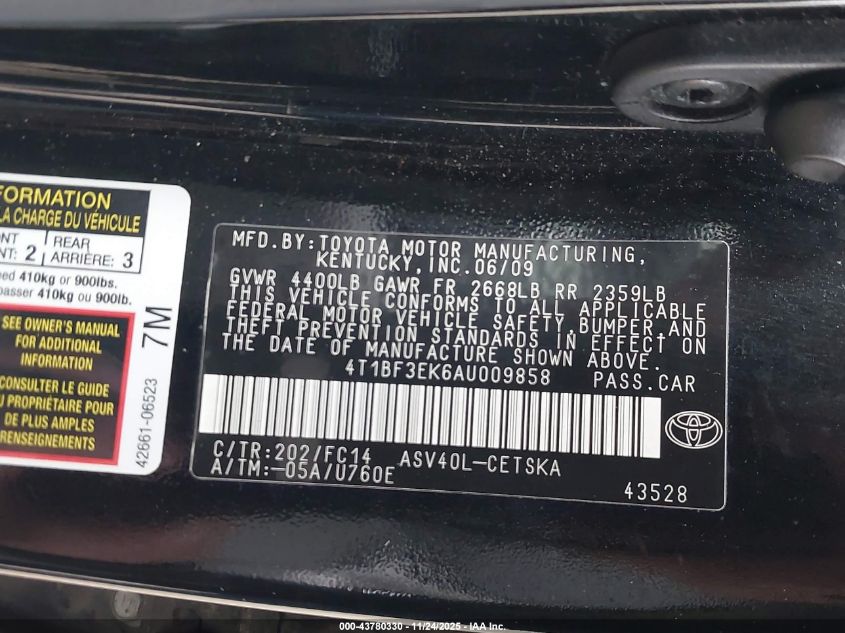 FORMATION
LA CHARGE DU VÉHICULE
NT 2 REAR 3
NT: ARRIÈRE:
eed 410kg or 900lbs.
passer 410kg ou 900lb.
SEE OWNER'S MANUAL
FOR ADDITIONAL
INFORMATION
CONSULTER LE GUIDE
DU PROPRIÉTAIRE POUR
DE PLUS AMPLES
RENSEIGNEMENTS
7M
42661-06523
MFD.BY:TOYOTA MOTOR MANUFACTURING,
KENTUCKY,INC.06/09
GVWR 4400LB GAWR FR 2668LB RR 2359LB
THIS VEHICLE CONFORMS TO ALL APPLICABLE
FEDERAL MOTOR VEHICLE SAFETY,BUMPER,AND
THEFT PREVENTION STANDARDS IN EFFECT ON
THE DATE OF MANUFACTURE SHOWN ABOVE.
4T1BF3EK6AU009858 PASS.CAR
C/TR:202/FC14 ASV40L-CETSKA
A/TM:-05A/U760E
43528
000-43780330 - 11/24/2025 - IAA Inc.